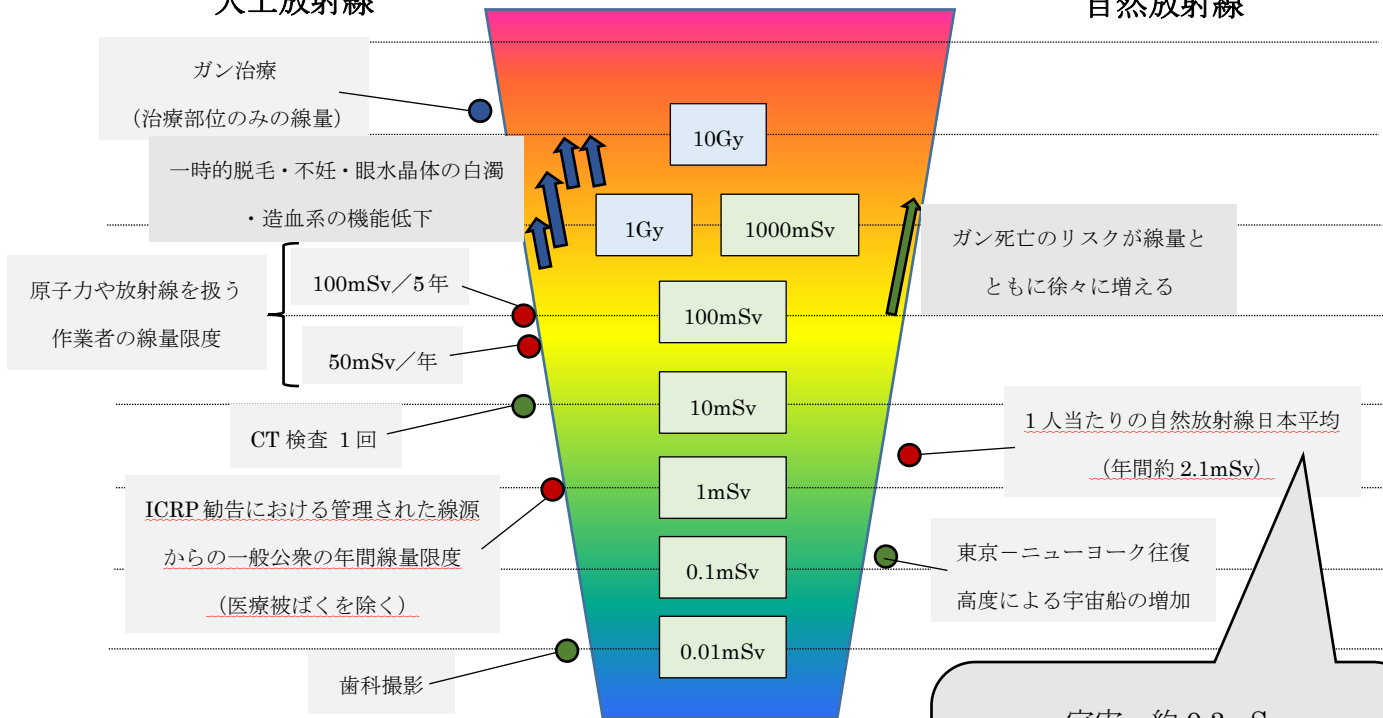 人工放射線
自然放射線
ガン治療
（治療部位のみの線量）
10Gy
一時的脱毛・不妊・眼水晶体の白濁
・造血系の機能低下
1Gy
1000mSv
ガン死亡のリスクが線量と
ともに徐々に増える
原子力や放射線を扱う
作業者の線量限度
100mSv／5年
100mSv
50mSv／年
10mSv
CT 検査 1回
1人当たりの自然放射線日本平均
（年間約 2.1mSv）
1mSv
ICRP 勧告における管理された線源
からの一般公衆の年間線量限度
（医療被ばくを除く）
0.1mSv
東京－ニューヨーク往復
高度による宇宙船の増加
0.01mSv
歯科撮影